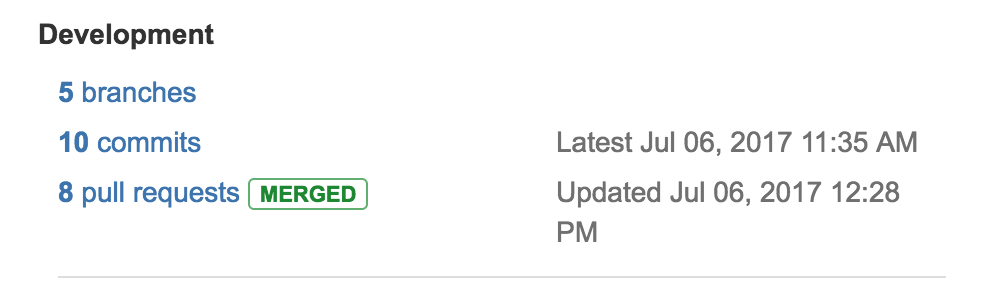 Development
5 branches
10 commits Latest Jul 06, 2017 11:35 AM
8 pull requests MERGED Updated Jul 06, 2017 12:28
PM